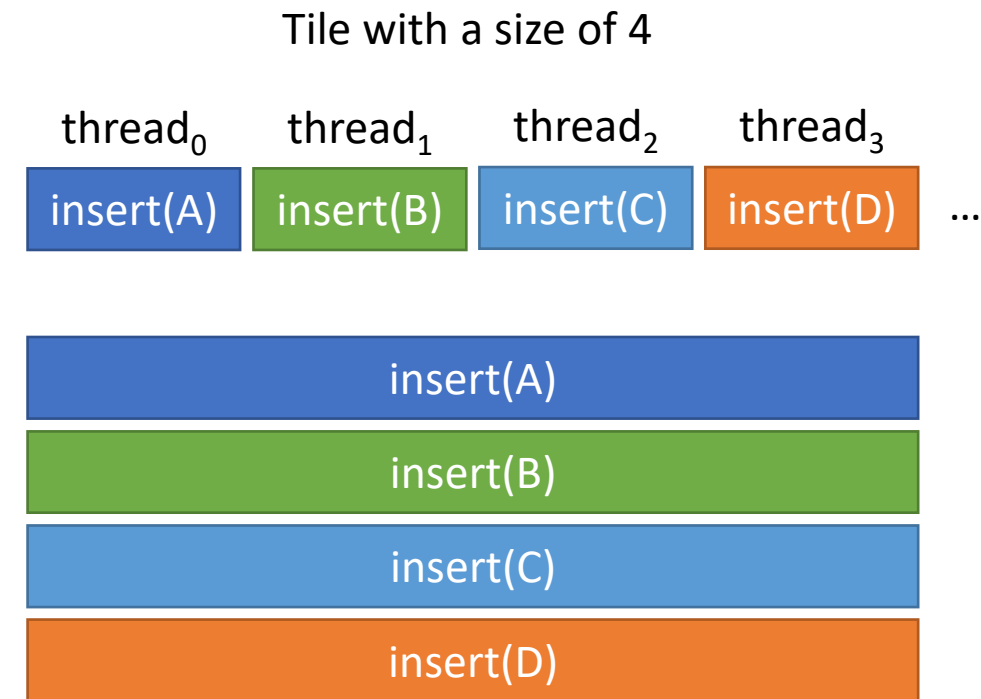 Tile with a size of 4
thread₀ thread₁ thread₂ thread₃
insert(A) insert(B) insert(C) insert(D) ...
insert(A)
insert(B)
insert(C)
insert(D)